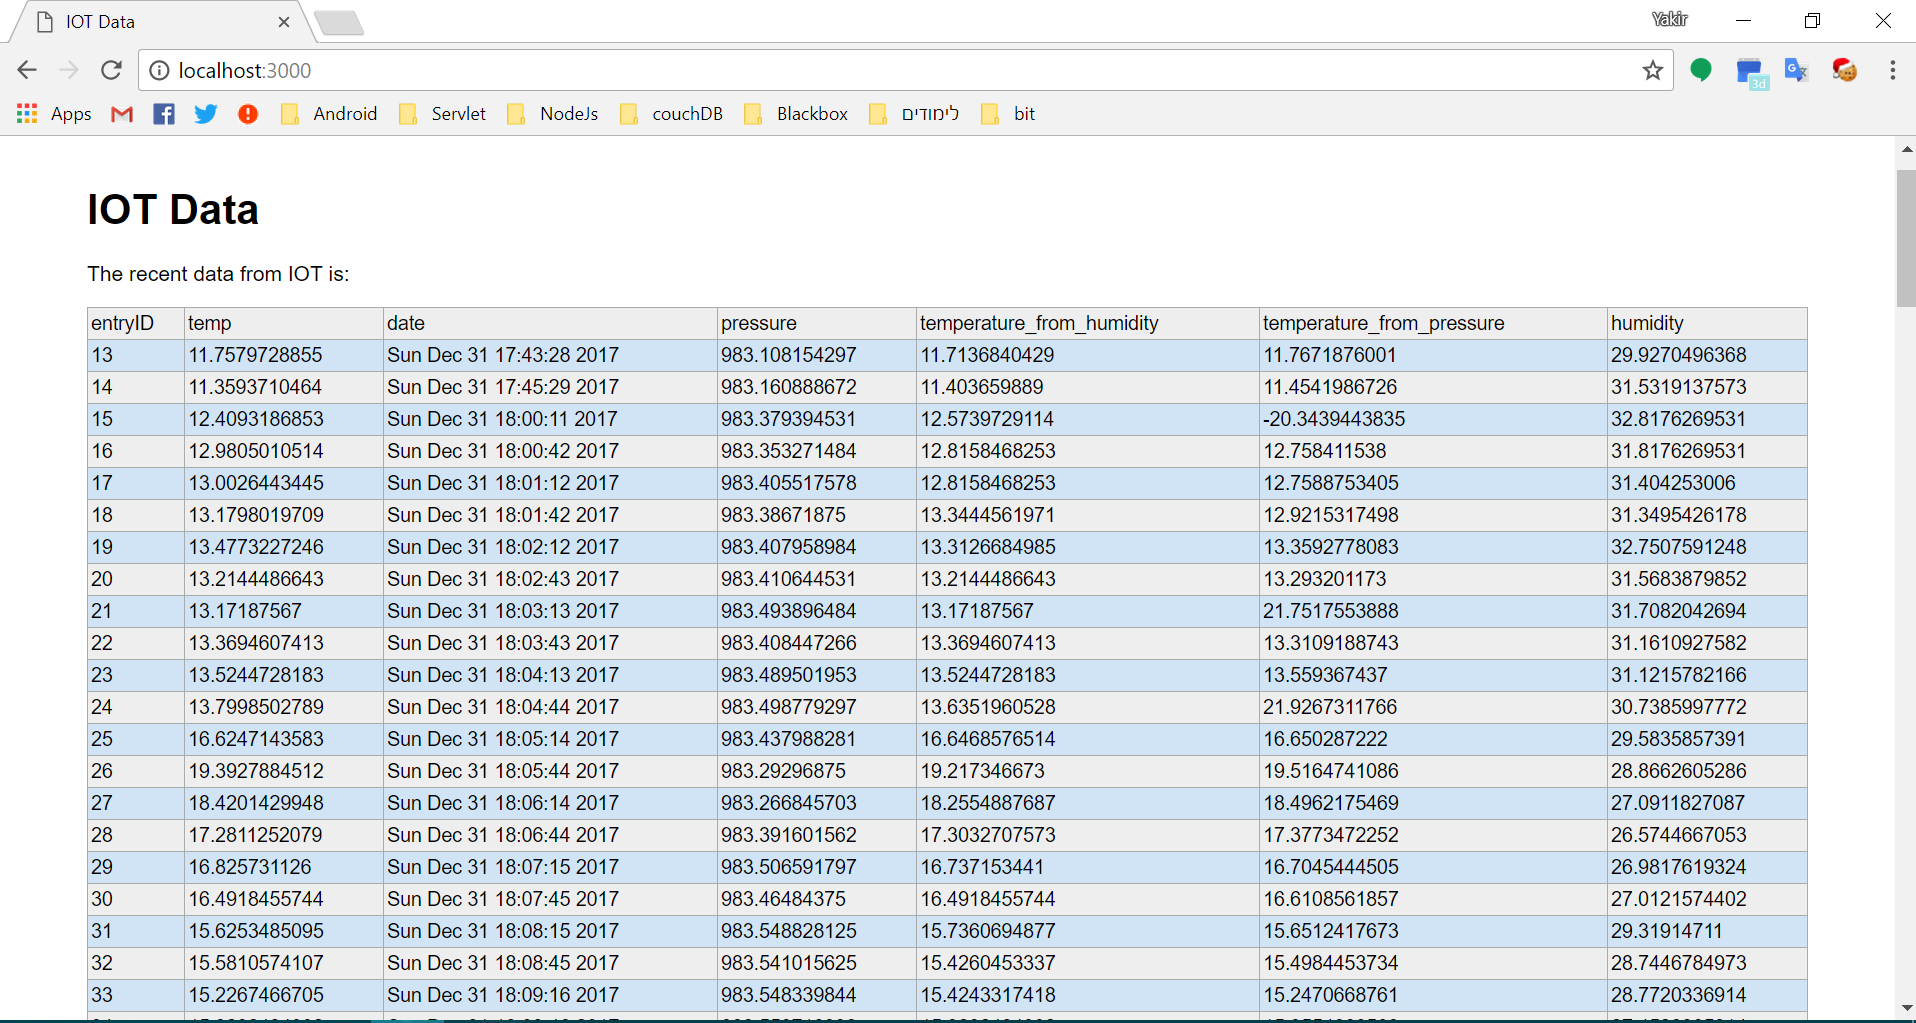 IOT Data
Yakir
localhost:3000
3d
Apps Android Servlet NodeJs couchDB Blackbox לימודים bit
IOT Data
The recent data from IOT is:
entryID temp date pressure temperature_from_humidity temperature_from_pressure humidity
13 11.7579728855 Sun Dec 31 17:43:28 2017 983.108154297 11.7136840429 11.7671876001 29.9270496368
14 11.3593710464 Sun Dec 31 17:45:29 2017 983.160888672 11.403659889 11.4541986726 31.5319137573
15 12.4093186853 Sun Dec 31 18:00:11 2017 983.379394531 12.5739729114 -20.3439443835 32.8176269531
16 12.9805010514 Sun Dec 31 18:00:42 2017 983.353271484 12.8158468253 12.758411538 31.8176269531
17 13.0026443445 Sun Dec 31 18:01:12 2017 983.405517578 12.8158468253 12.7588753405 31.404253006
18 13.1798019709 Sun Dec 31 18:01:42 2017 983.38671875 13.3444561971 12.9215317498 31.3495426178
19 13.4773227246 Sun Dec 31 18:02:12 2017 983.407958984 13.3126684985 13.3592778083 32.7507591248
20 13.2144486643 Sun Dec 31 18:02:43 2017 983.410644531 13.2144486643 13.293201173 31.5683879852
21 13.17187567 Sun Dec 31 18:03:13 2017 983.493896484 13.17187567 21.7517553888 31.7082042694
22 13.3694607413 Sun Dec 31 18:03:43 2017 983.408447266 13.3694607413 13.3109188743 31.1610927582
23 13.5244728183 Sun Dec 31 18:04:13 2017 983.489501953 13.5244728183 13.559367437 31.1215782166
24 13.7998502789 Sun Dec 31 18:04:44 2017 983.498779297 13.6351960528 21.9267311766 30.7385997772
25 16.6247143583 Sun Dec 31 18:05:14 2017 983.437988281 16.6468576514 16.650287222 29.5835857391
26 19.3927884512 Sun Dec 31 18:05:44 2017 983.29296875 19.217346673 19.5164741086 28.8662605286
27 18.4201429948 Sun Dec 31 18:06:14 2017 983.266845703 18.2554887687 18.4962175469 27.0911827087
28 17.2811252079 Sun Dec 31 18:06:44 2017 983.391601562 17.3032707573 17.3773472252 26.5744667053
29 16.825731126 Sun Dec 31 18:07:15 2017 983.506591797 16.737153441 16.7045444505 26.9817619324
30 16.4918455744 Sun Dec 31 18:07:45 2017 983.46484375 16.4918455744 16.6108561857 27.0121574402
31 15.6253485095 Sun Dec 31 18:08:15 2017 983.548828125 15.7360694877 15.6512417673 29.31914711
32 15.5810574107 Sun Dec 31 18:08:45 2017 983.541015625 15.4260453337 15.4984453734 28.7446784973
33 15.2267466705 Sun Dec 31 18:09:16 2017 983.548339844 15.4243317418 15.2470668761 28.7720336914